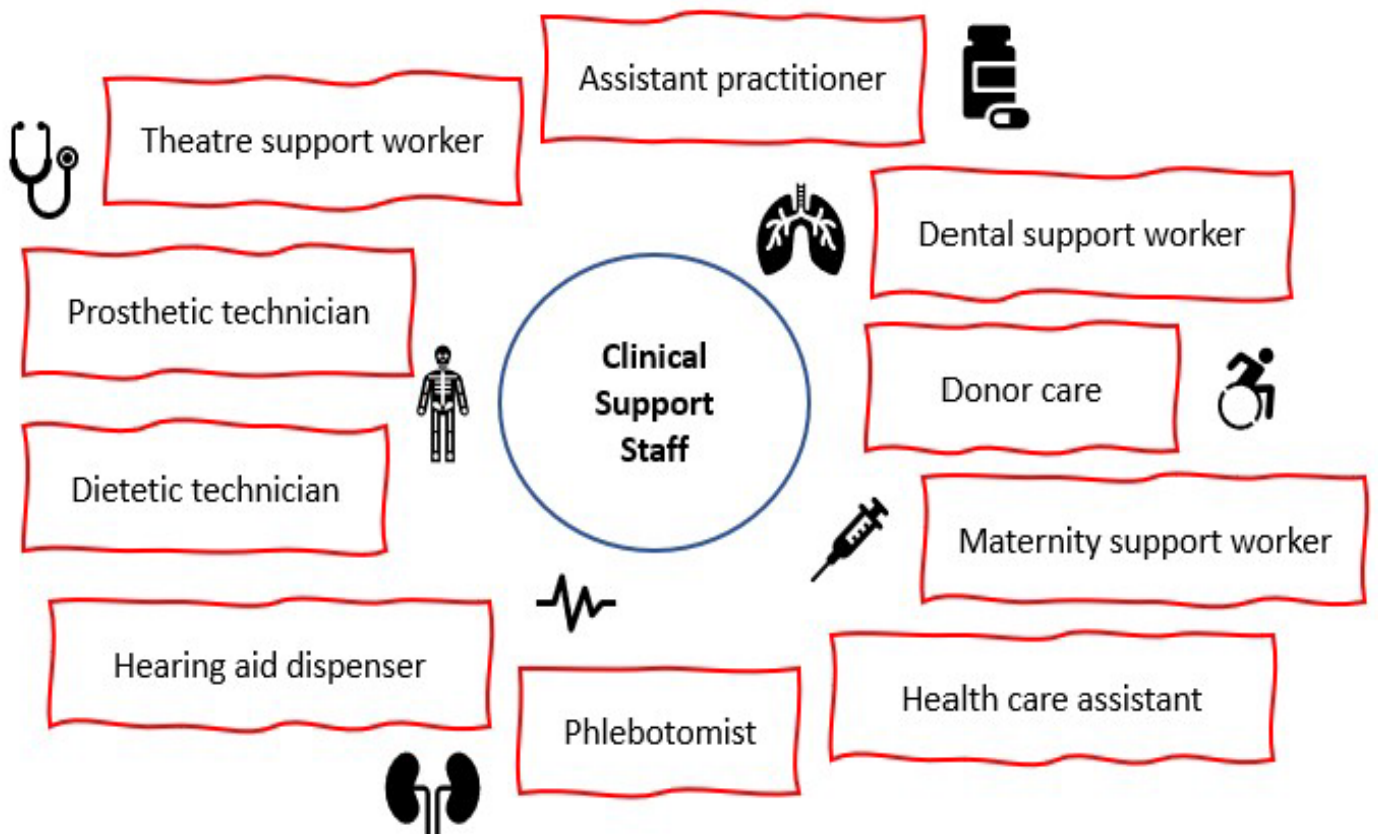 Assistant practitioner
Theatre support worker
Dental support worker
Prosthetic technician
Clinical
Support
Staff
Donor care
Dietetic technician
Maternity support worker
Hearing aid dispenser
Health care assistant
Phlebotomist